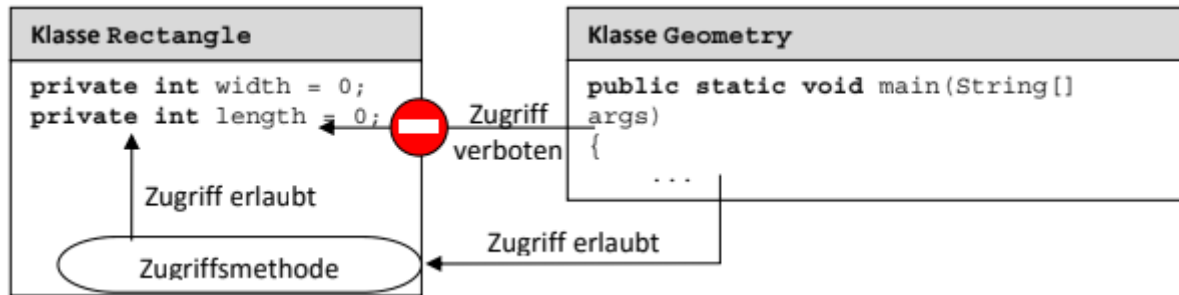 Klasse Rectangle
private int width = 0;
private int length = 0;
Zugriff erlaubt
Zugriffsmethode
Zugriff
verboten
Zugriff erlaubt
Klasse Geometry
public static void main(String[]
args)
{
...